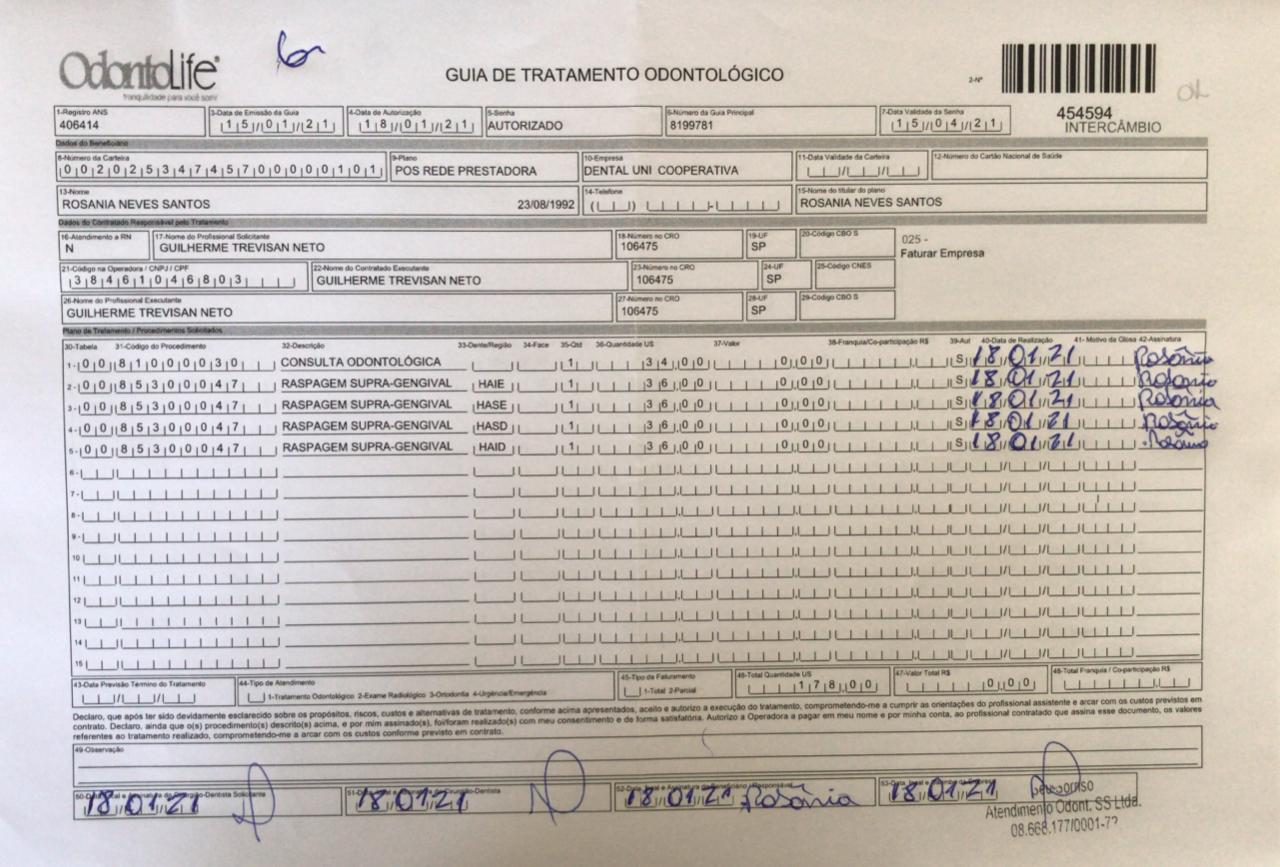 OdontoLife®
tranquilidade para você sorrir
GUIA DE TRATAMENTO ODONTOLÓGICO
2-Nº
454594
INTERCÂMBIO
1-Registro ANS 3-Data de Emissão da Guia 4-Data de Autorização 5-Senha 6-Número da Guia Principal 7-Data Validade da Senha
406414 15/01/21 18/01/21 AUTORIZADO 8199781 15/04/21
Dados do Beneficiário
8-Número da Carteira 9-Plano 10-Empresa 11-Data Validade da Carteira 12-Número do Cartão Nacional de Saúde
00202534745700000101 POS REDE PRESTADORA DENTAL UNI COOPERATIVA
13-Nome 14-Telefone 15-Nome do titular do plano
ROSANIA NEVES SANTOS 23/08/1992 ROSANIA NEVES SANTOS
Dados do Contratado Responsável pelo Tratamento
16-Atendimento a RN 17-Nome do Profissional Solicitante 18-Número no CRO 19-UF 20-Código CBO S
N GUILHERME TREVISAN NETO 106475 SP
025 -
Faturar Empresa
21-Código na Operadora / CNPJ / CPF 22-Nome do Contratado Executante 23-Número no CRO 24-UF 25-Código CNES
38461046803 GUILHERME TREVISAN NETO 106475 SP
26-Nome do Profissional Executante 27-Número no CRO 28-UF 29-Código CBO S
GUILHERME TREVISAN NETO 106475 SP
Plano de Tratamento / Procedimentos Solicitados
30-Tabela 31-Código do Procedimento 32-Descrição 33-Dente/Região 34-Face 35-Qtd 36-Quantidade US 37-Valor 38-Franquia/Co-participação R$ 39-Aut 40-Data de Realização 41- Motivo da Glosa 42-Assinatura
1- 00 81000030 CONSULTA ODONTOLÓGICA 1 34,00 0,00 S 18/01/21 Rosânia
2- 00 85300047 RASPAGEM SUPRA-GENGIVAL HAIE 1 36,00 0,00 S 18/01/21 Rosânia
3- 00 85300047 RASPAGEM SUPRA-GENGIVAL HASE 1 36,00 0,00 S 18/01/21 Rosânia
4- 00 85300047 RASPAGEM SUPRA-GENGIVAL HASD 1 36,00 0,00 S 18/01/21 Rosânia
5- 00 85300047 RASPAGEM SUPRA-GENGIVAL HAID 1 36,00 0,00 S 18/01/21 Rosânia
6-
7-
8-
9-
10
11
12
13
14
15
43-Data Previsão Término do Tratamento 44-Tipo de Atendimento 45-Tipo de Faturamento 46-Total Quantidade US 47-Valor Total R$ 48-Total Franquia / Co-participação R$
1-Tratamento Odontológico 2-Exame Radiológico 3-Ortodontia 4-Urgência/Emergência 1-Total 2-Parcial 178,00 0,00
Declaro, que após ter sido devidamente esclarecido sobre os propósitos, riscos, custos e alternativas de tratamento, conforme acima apresentados, aceito e autorizo a execução do tratamento, comprometendo-me a cumprir as orientações do profissional assistente e arcar com os custos previstos em
contrato. Declaro, ainda que o(s) procedimento(s) descrito(s) acima, e por mim assinado(s), foi/foram realizado(s) com meu consentimento e de forma satisfatória. Autorizo a Operadora a pagar em meu nome e por minha conta, ao profissional contratado que assina esse documento, os valores
referentes ao tratamento realizado, comprometendo-me a arcar com os custos conforme previsto em contrato.
49-Observação
18/01/21 18/01/21 18/01/21 Rosânia 18/01/21
Atendimento Odont. SS Ltda.